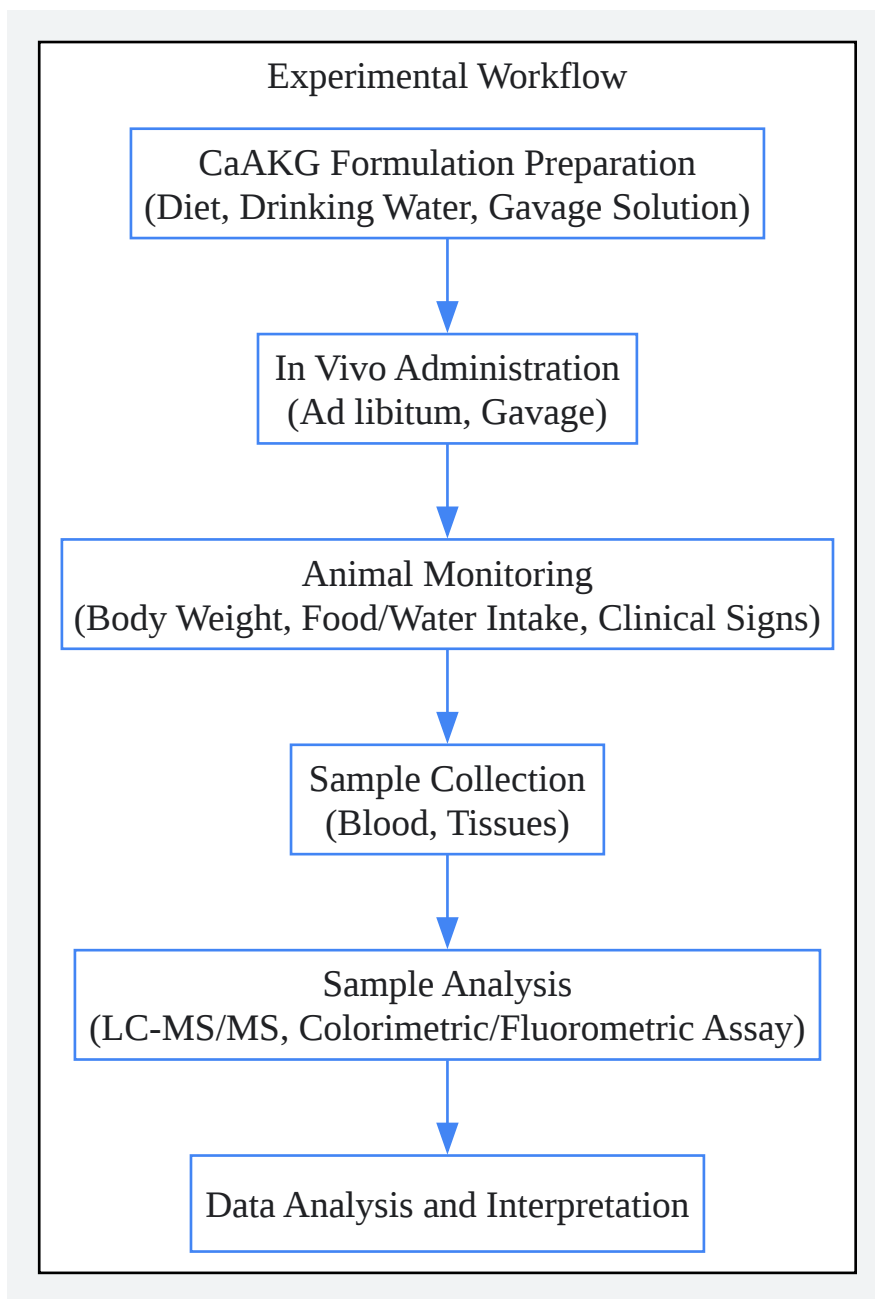 Experimental Workflow
CaAKG Formulation Preparation
(Diet, Drinking Water, Gavage Solution)
In Vivo Administration
(Ad libitum, Gavage)
Animal Monitoring
(Body Weight, Food/Water Intake, Clinical Signs)
Sample Collection
(Blood, Tissues)
Sample Analysis
(LC-MS/MS, Colorimetric/Fluorometric Assay)
Data Analysis and Interpretation